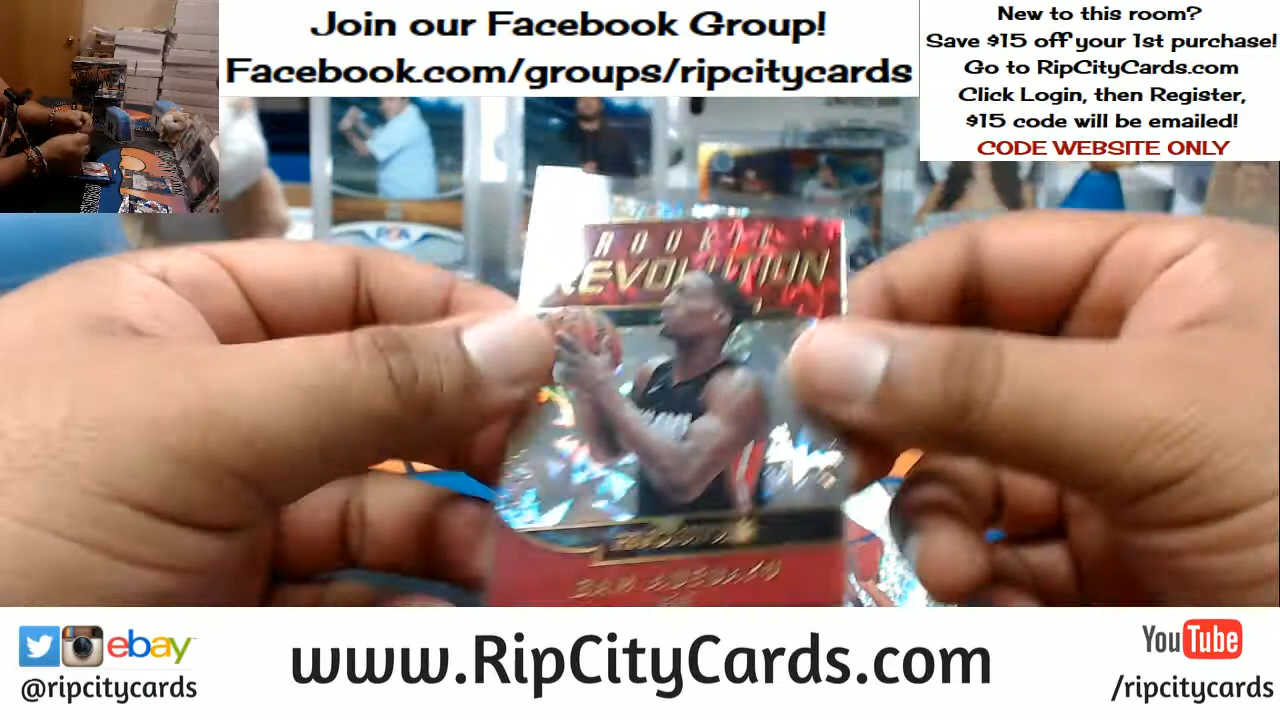 Join our Facebook Group!
Facebook.com/groups/ripcitycards
New to this room?
Save $15 off your 1st purchase!
Go to RipCityCards.com
Click Login, then Register,
$15 code will be emailed!
CODE WEBSITE ONLY
ROOKIE
REVOLUTION
BAM ADEBAYO
ebay
@ripcitycards
www.RipCityCards.com
YouTube
/ripcitycards